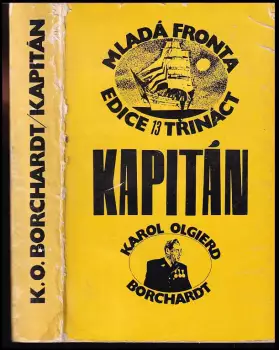 K. O. BORCHARDT/KAPITÁN
MLADÁ FRONTA
EDICE 13 TŘINÁCT
KAPITÁN
KAROL OLGIERD
BORCHARDT